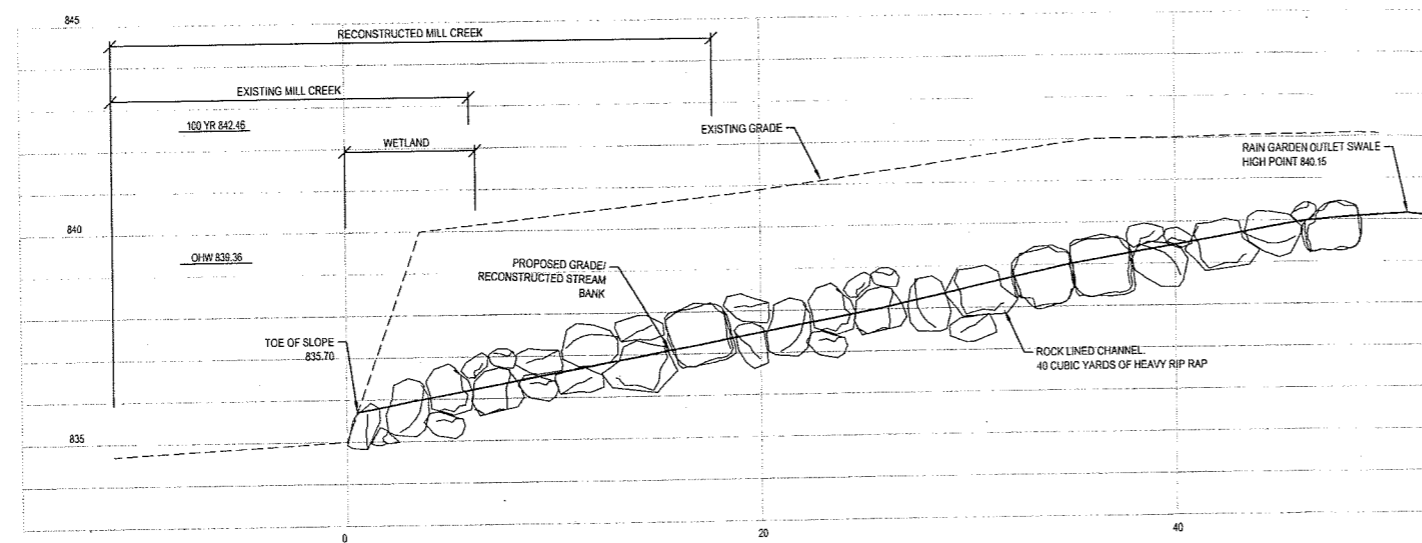 845
RECONSTRUCTED MILL CREEK
EXISTING MILL CREEK
100 YR 842.46
WETLAND
EXISTING GRADE
RAIN GARDEN OUTLET SWALE
HIGH POINT 840.15
840
OHW 839.36
PROPOSED GRADE/
RECONSTRUCTED STREAM
BANK
TOE OF SLOPE
835.70
ROCK LINED CHANNEL.
40 CUBIC YARDS OF HEAVY RIP RAP
835
0
20
40